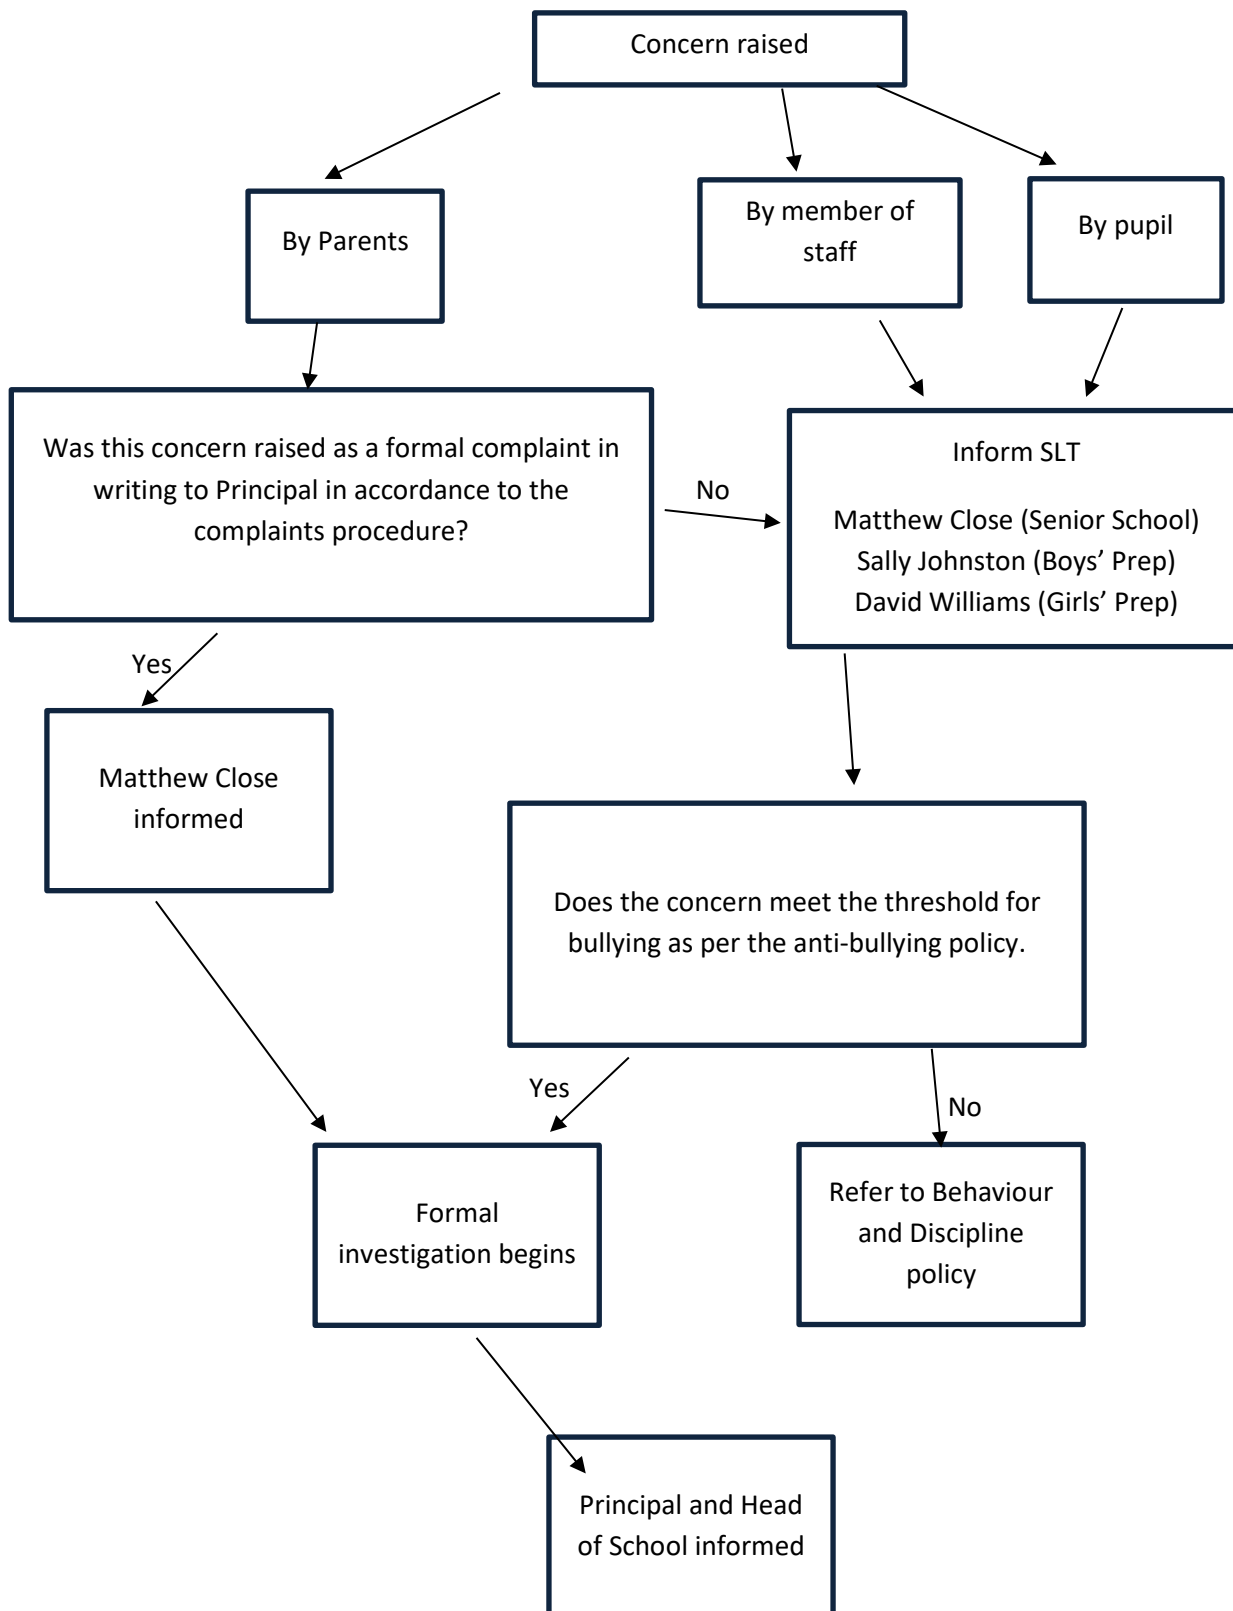 Concern raised
By Parents
By member of
staff
By pupil
Was this concern raised as a formal complaint in
writing to Principal in accordance to the
complaints procedure?
No
Inform SLT
Matthew Close (Senior School)
Sally Johnston (Boys’ Prep)
David Williams (Girls’ Prep)
Yes
Matthew Close
informed
Does the concern meet the threshold for
bullying as per the anti-bullying policy.
Yes
No
Formal
investigation begins
Refer to Behaviour
and Discipline
policy
Principal and Head
of School informed